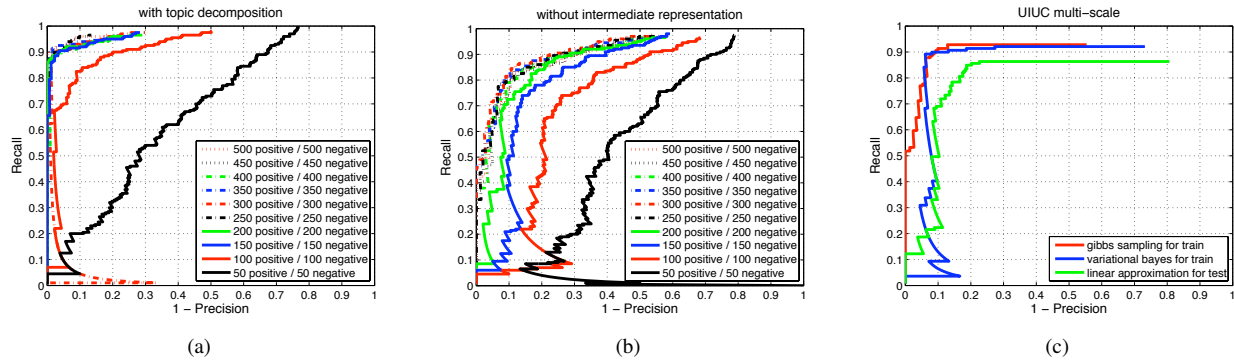 with topic decomposition
1
0.9
0.8
0.7
0.6
0.5
0.4
0.3
0.2
0.1
0
Recall
500 positive / 500 negative
450 positive / 450 negative
400 positive / 400 negative
350 positive / 350 negative
300 positive / 300 negative
250 positive / 250 negative
200 positive / 200 negative
150 positive / 150 negative
100 positive / 100 negative
50 positive / 50 negative
0 0.1 0.2 0.3 0.4 0.5 0.6 0.7 0.8 0.9 1
1 − Precision
(a)
without intermediate representation
1
0.9
0.8
0.7
0.6
0.5
0.4
0.3
0.2
0.1
0
Recall
500 positive / 500 negative
450 positive / 450 negative
400 positive / 400 negative
350 positive / 350 negative
300 positive / 300 negative
250 positive / 250 negative
200 positive / 200 negative
150 positive / 150 negative
100 positive / 100 negative
50 positive / 50 negative
0 0.1 0.2 0.3 0.4 0.5 0.6 0.7 0.8 0.9 1
1 − Precision
(b)
UIUC multi−scale
1
0.9
0.8
0.7
0.6
0.5
0.4
0.3
0.2
0.1
0
Recall
gibbs sampling for train
variational bayes for train
linear approximation for test
0 0.1 0.2 0.3 0.4 0.5 0.6 0.7 0.8 0.9 1
1 − Precision
(c)